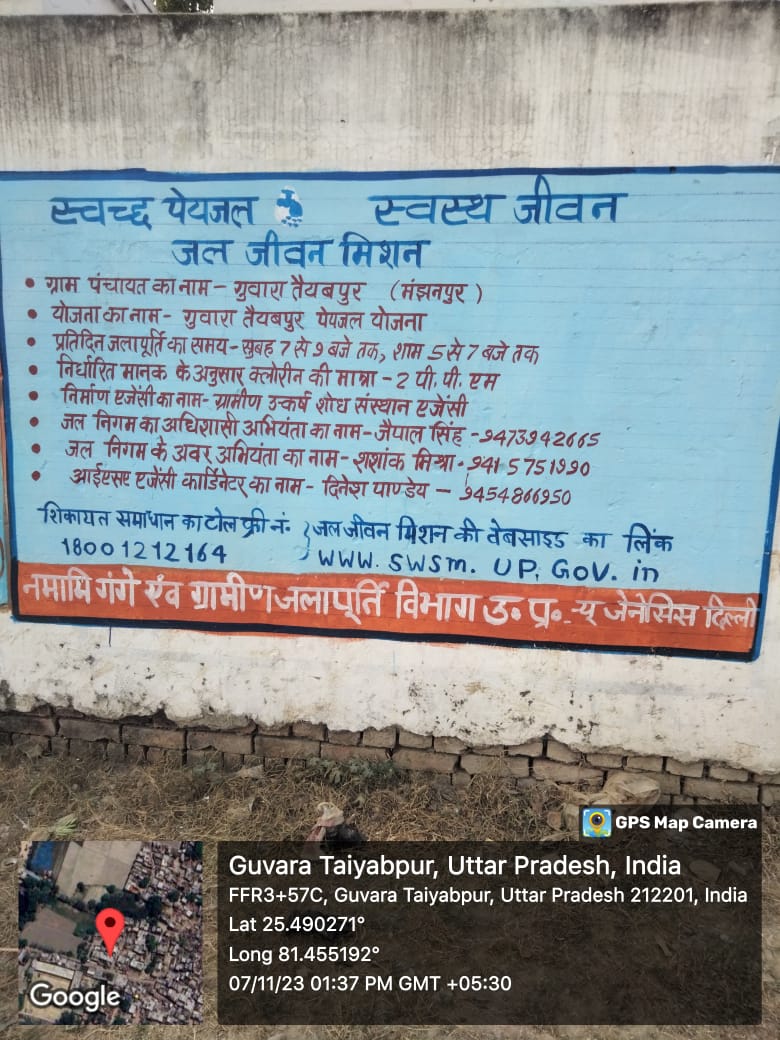 स्वच्छ पेयजल स्वस्थ जीवन
जल जीवन मिशन
• ग्राम पंचायत का नाम - गुवारा तैयबपुर (मंझनपुर)
• योजना का नाम - गुवारा तैयबपुर पेयजल योजना
• प्रतिदिन जलापूर्ति का समय - सुबह 7 से 9 बजे तक, शाम 5 से 7 बजे तक
• निर्धारित मानक के अनुसार क्लोरीन की मात्रा - 2 पी. पी. एम
• निर्माण एजेंसी का नाम - ग्रामीण उत्कर्ष शोध संस्थान एजेंसी
• जल निगम का अधिशासी अभियंता का नाम - जैपाल सिंह - 9473942665
• जल निगम के अवर अभियंता का नाम - शशांक मिश्रा - 9415751990
• आईएसए एजेंसी कार्डिनेटर का नाम - दिनेश पाण्डेय - 9454866950
शिकायत समाधान का टोल फ्री नं. जल जीवन मिशन की वेबसाइड का लिंक
18001212164 WWW. SWSM. UP. GOV. in
नमामि गंगे एंव ग्रामीण जलापूर्ति विभाग उ॰ प्र॰ - यू जेनेसिस दिल्ली
GPS Map Camera
Guvara Taiyabpur, Uttar Pradesh, India
FFR3+57C, Guvara Taiyabpur, Uttar Pradesh 212201, India
Lat 25.490271°
Long 81.455192°
07/11/23 01:37 PM GMT +05:30
Google